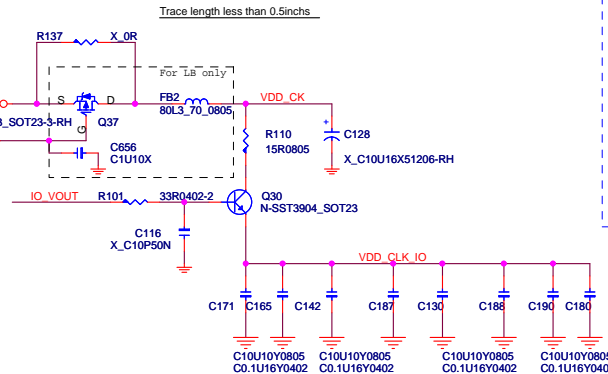 Trace length less than 0.5inchs
R137 X_0R
For LB only
S D FB2 VDD_CK
80L3_70_0805
_SOT23-3-RH Q37
G
R110 C128
15R0805
C656
C1U10X
X_C10U16X51206-RH
IO_VOUT R101 33R0402-2 Q30
N-SST3904_SOT23
C116
X_C10P50N
VDD_CLK_IO
C171 C165 C142 C187 C130 C188 C190 C180
C10U10Y0805 C10U10Y0805 C10U10Y0805 C10U10Y0805
C0.1U16Y0402 C0.1U16Y0402 C0.1U16Y0402 C0.1U16Y040